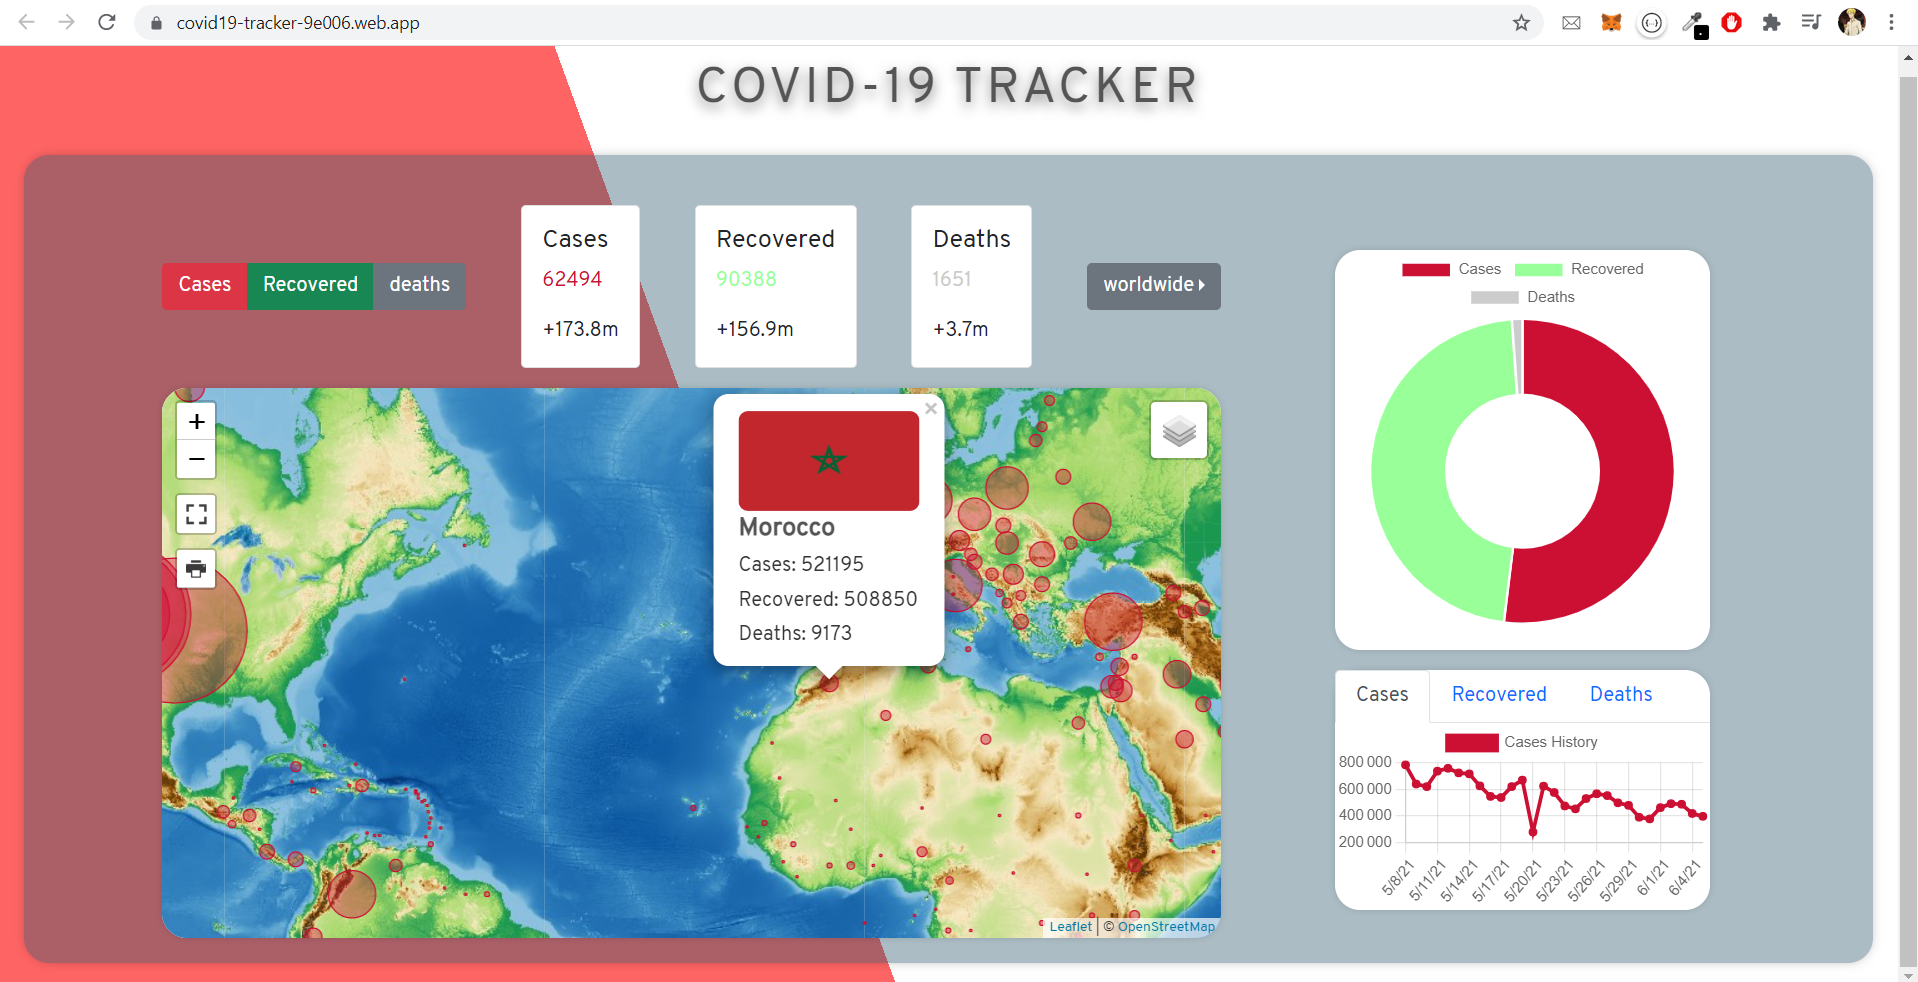 covid19-tracker-9e006.web.app
COVID-19 TRACKER
Cases
Recovered
deaths
Cases
62494
+173.8m
Recovered
90388
+156.9m
Deaths
1651
+3.7m
worldwide
+
−
×
Morocco
Cases: 521195
Recovered: 508850
Deaths: 9173
Leaflet | © OpenStreetMap
Cases Recovered
Deaths
Cases Recovered Deaths
Cases History
800 000
600 000
400 000
200 000
5/8/21 5/11/21 5/14/21 5/17/21 5/20/21 5/23/21 5/26/21 5/29/21 6/1/21 6/4/21